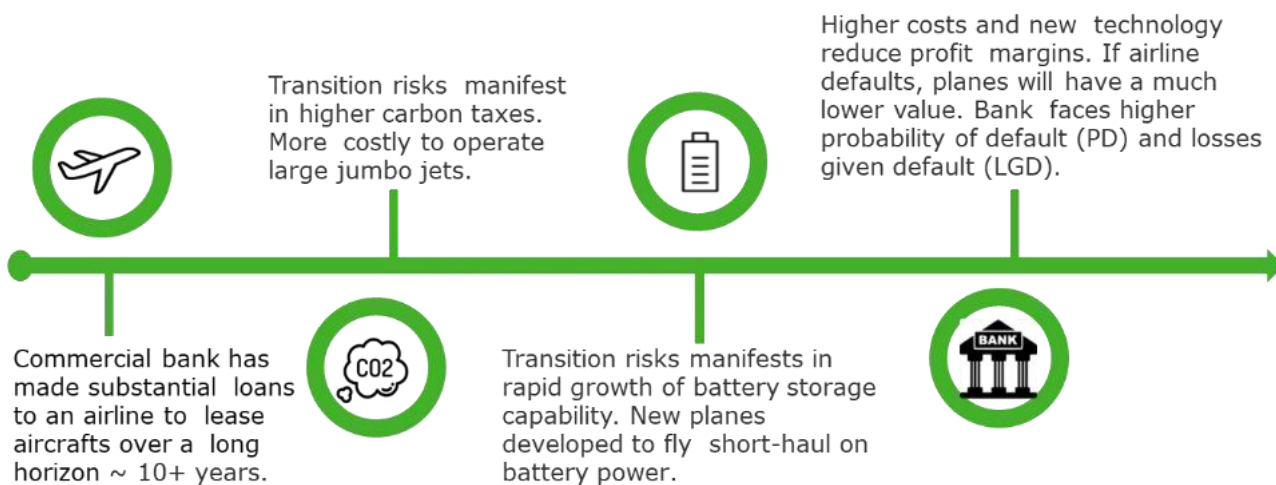 Commercial bank has
made substantial loans
to an airline to lease
aircrafts over a long
horizon ~ 10+ years.
Transition risks manifest
in higher carbon taxes.
More costly to operate
large jumbo jets.
CO2
Transition risks manifests in
rapid growth of battery storage
capability. New planes
developed to fly short-haul on
battery power.
Higher costs and new technology
reduce profit margins. If airline
defaults, planes will have a much
lower value. Bank faces higher
probability of default (PD) and losses
given default (LGD).
BANK